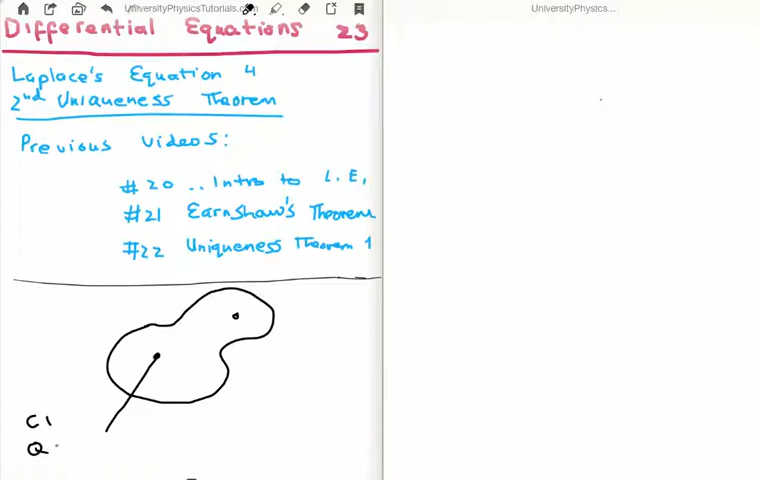 UniversityPhysicsTutorials.com
UniversityPhysics...
Differential Equations 23
Laplace's Equation 4
2nd Uniqueness Theorem
Previous videos:
#20 .. Intro to L.E.
#21 Earnshaw's Theorem
#22 Uniqueness Theorem 1
C1
Q